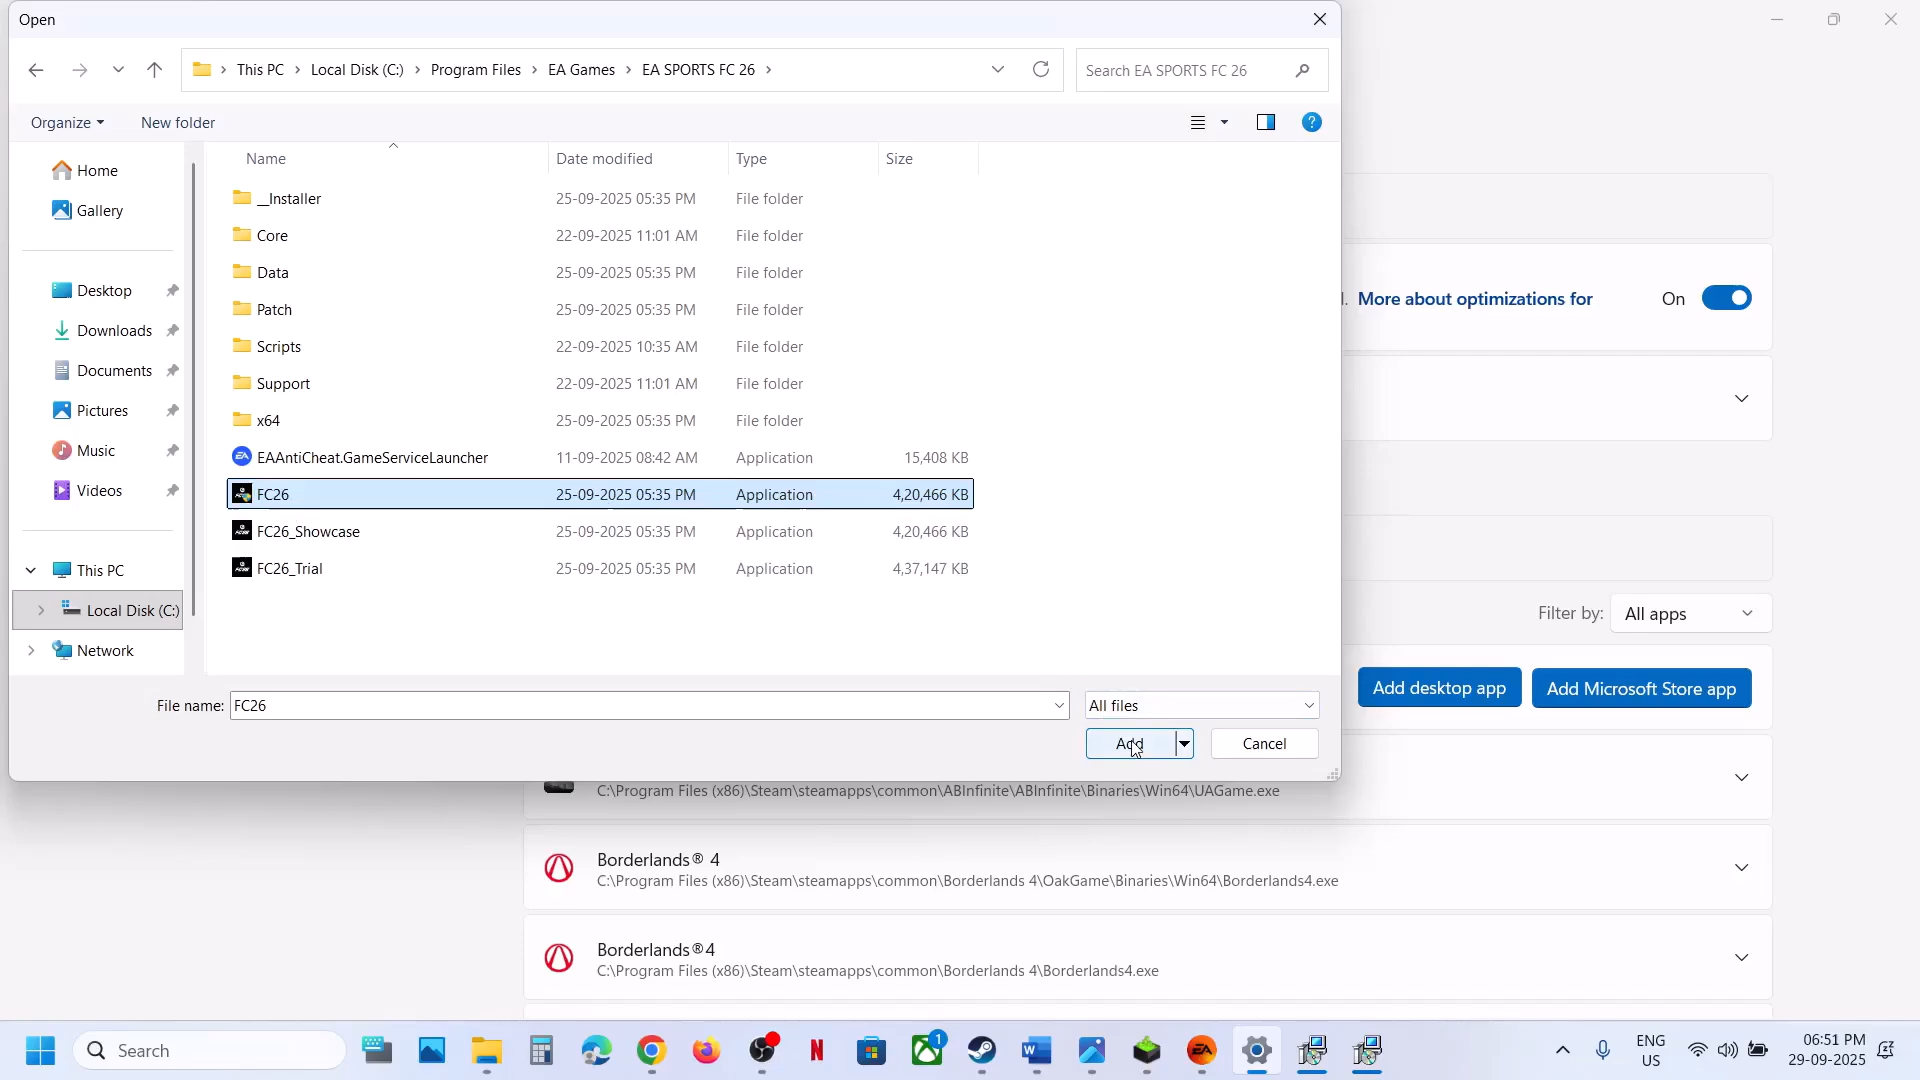 Open
This PC > Local Disk (C:) > Program Files > EA Games > EA SPORTS FC 26 >
Search EA SPORTS FC 26
Organize
New folder
Name Date modified Type Size
Home
Gallery
Desktop
Downloads
Documents
Pictures
Music
Videos
This PC
Local Disk (C:)
Network
__Installer 25-09-2025 05:35 PM File folder
Core 22-09-2025 11:01 AM File folder
Data 25-09-2025 05:35 PM File folder
Patch 25-09-2025 05:35 PM File folder
Scripts 22-09-2025 10:35 AM File folder
Support 22-09-2025 11:01 AM File folder
x64 25-09-2025 05:35 PM File folder
EAAntiCheat.GameServiceLauncher 11-09-2025 08:42 AM Application 15,408 KB
FC26 25-09-2025 05:35 PM Application 4,20,466 KB
FC26_Showcase 25-09-2025 05:35 PM Application 4,20,466 KB
FC26_Trial 25-09-2025 05:35 PM Application 4,37,147 KB
File name: FC26
All files
Add
Cancel
More about optimizations for
On
Filter by: All apps
Add desktop app
Add Microsoft Store app
C:\Program Files (x86)\Steam\steamapps\common\ABInfinite\ABInfinite\Binaries\Win64\UAGame.exe
Borderlands® 4
C:\Program Files (x86)\Steam\steamapps\common\Borderlands 4\OakGame\Binaries\Win64\Borderlands4.exe
Borderlands®4
C:\Program Files (x86)\Steam\steamapps\common\Borderlands 4\Borderlands4.exe
Search
1
ENG
US
06:51 PM
29-09-2025